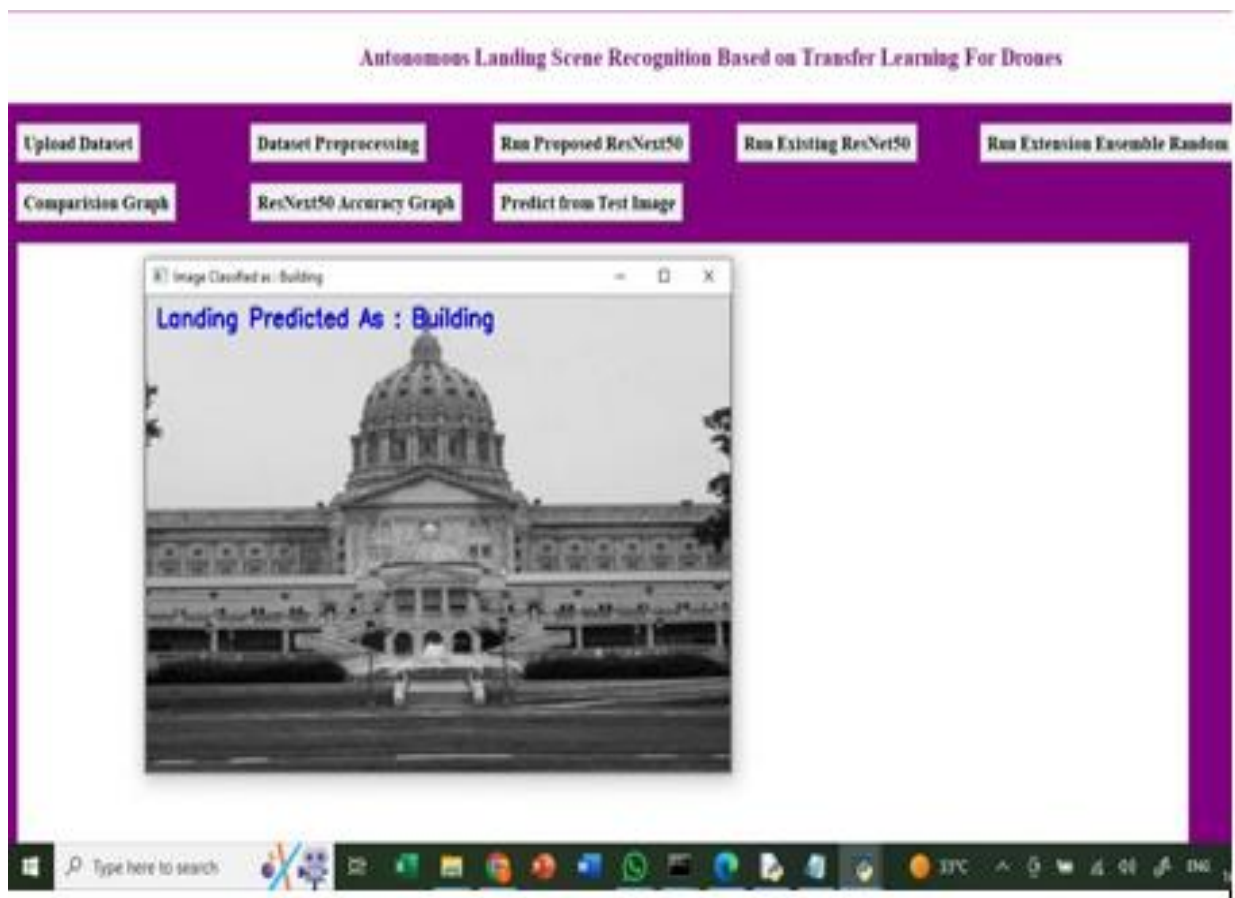 Autonomous Landing Scene Recognition Based on Transfer Learning For Drones
Upload Dataset
Dataset Preprocessing
Run Proposed ResNext50
Run Existing ResNet50
Run Extension Ensemble Random
Comparision Graph
ResNext50 Accuracy Graph
Predict from Test Image
Image Classified as : Building
Landing Predicted As : Building
Type here to search
33°C
ENG